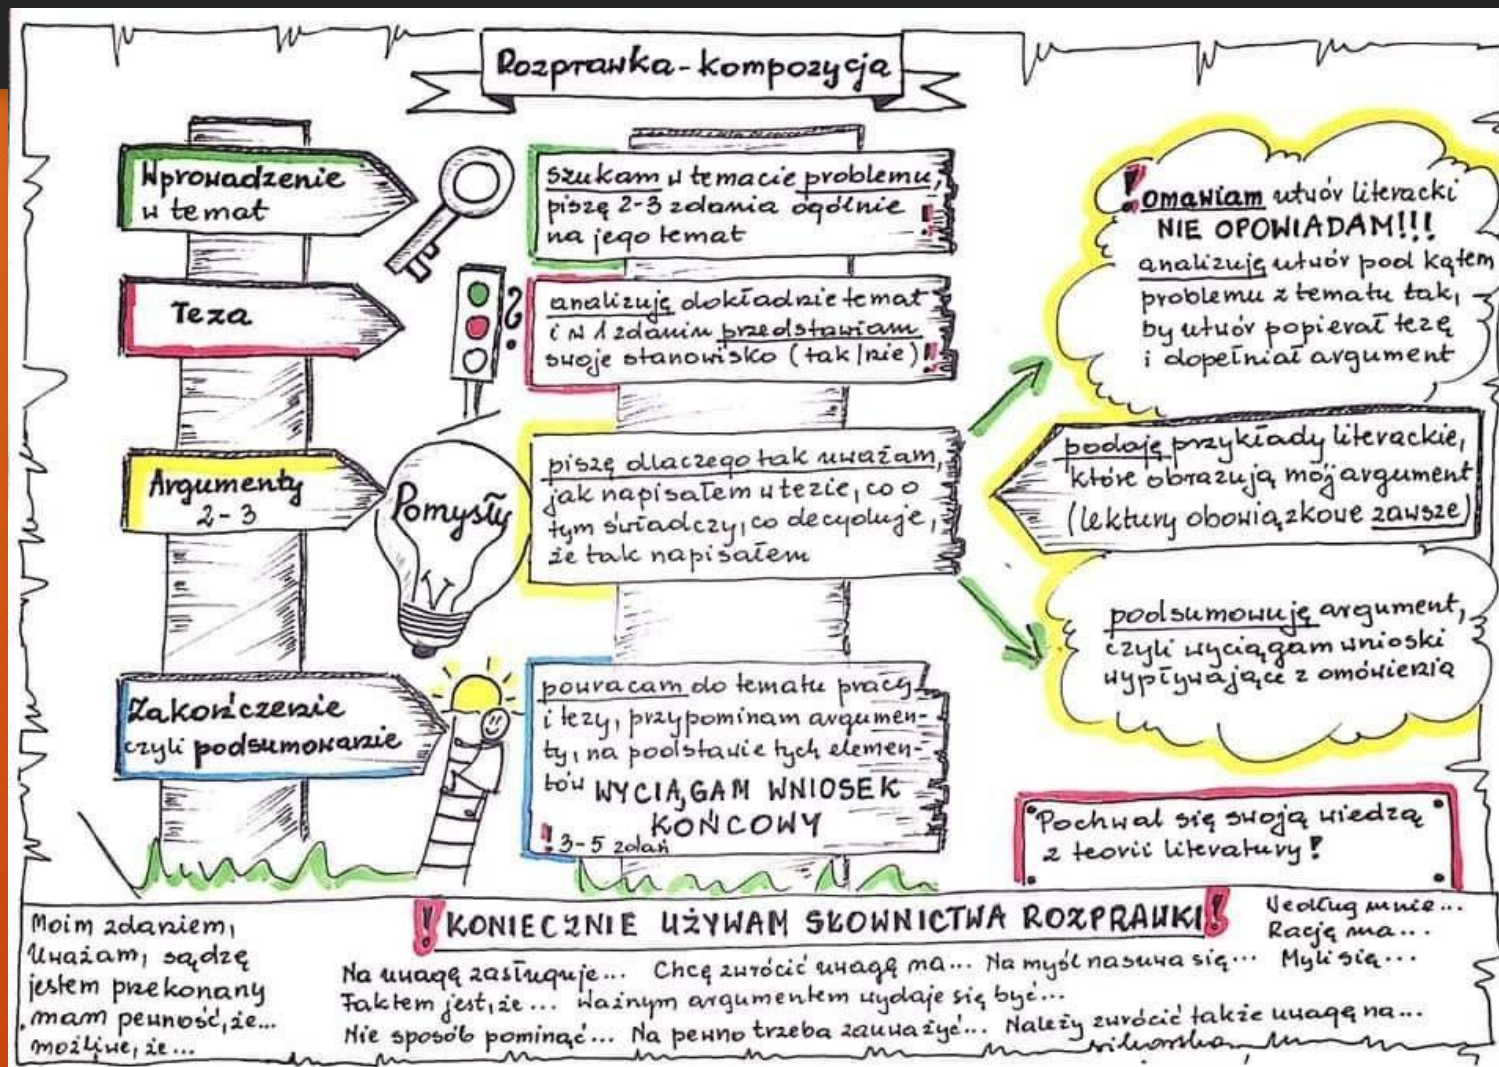 Rozprawka - kompozycja
Wprowadzenie
w temat
szukam w temacie problemu,
piszę 2-3 zdania ogólnie
na jego temat
!
Teza
analizuję dokładnie temat
i w 1 zdaniu przedstawiam
swoje stanowisko (tak/nie)!
Argumenty
2-3
Pomysły
piszę dlaczego tak uważam,
jak napisałem w tezie, co o
tym świadczy, co decyduje,
że tak napisałem
! omawiam utwór literacki
NIE OPOWIADAM!!!
analizuję utwór pod kątem
problemu z tematu tak,
by utwór popierał tezę
i dopełniał argument
podaję przykłady literackie,
które obrazują mój argument
(lektury obowiązkowe zawsze)
podsumowuję argument,
czyli wyciągam wnioski
wypływające z omówienia
Zakończenie
czyli podsumowanie
powracam do tematu pracy
i tezy, przypominam argumen-
ty, na podstawie tych elemen-
tów WYCIĄGAM WNIOSEK
KOŃCOWY
! 3-5 zdań
Pochwal się swoją wiedzą
z teorii literatury!
! KONIECZNIE UŻYWAM SŁOWNICTWA ROZPRAWKI!
Moim zdaniem,
Uważam, sądzę
jestem przekonany
mam pewność, że...
możliwe, że...
Na uwagę zasługuje... Chcę zwrócić uwagę na... Na myśl nasuwa się...
Faktem jest, że... Ważnym argumentem wydaje się być...
Nie sposób pominąć... Na pewno trzeba zauważyć... Należy zwrócić także uwagę na...
Według mnie...
Rację ma...
Myli się...